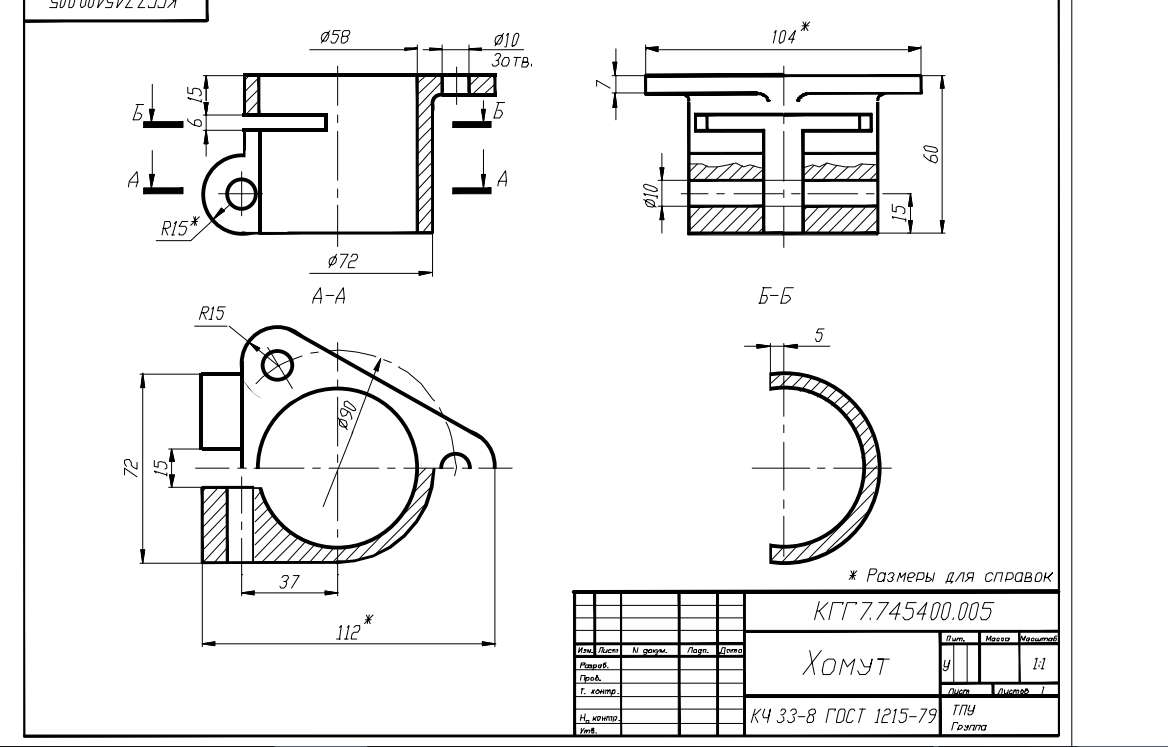 КГГ7.745400.005
Ø58
Ø10
3отв.
104*
15
6
7
Б
Б
А
А
R15*
Ø72
Ø10
60
15
А-А
Б-Б
R15
5
Ø90
72
15
37
112*
* Размеры для справок
КГГ7.745400.005
Изм. Лист N докум. Подп. Дата
Разраб.
Пров.
Т. контр.
Н. контр.
Утв.
Хомут
Лит. Масса Масштаб
У 1:1
Лист Листов 1
КЧ 33-8 ГОСТ 1215-79
ТПУ
Группа